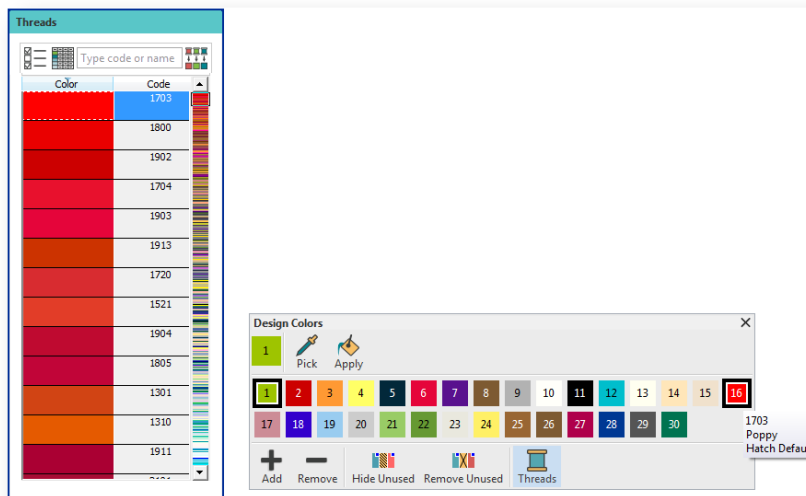 Threads
Type code or name
Color Code
1703
1800
1902
1704
1903
1913
1720
1521
1904
1805
1301
1310
1911
Design Colors
1
Pick Apply
1 2 3 4 5 6 7 8 9 10 11 12 13 14 15 16
17 18 19 20 21 22 23 24 25 26 27 28 29 30
1703
Poppy
Hatch Defau
Add Remove Hide Unused Remove Unused Threads